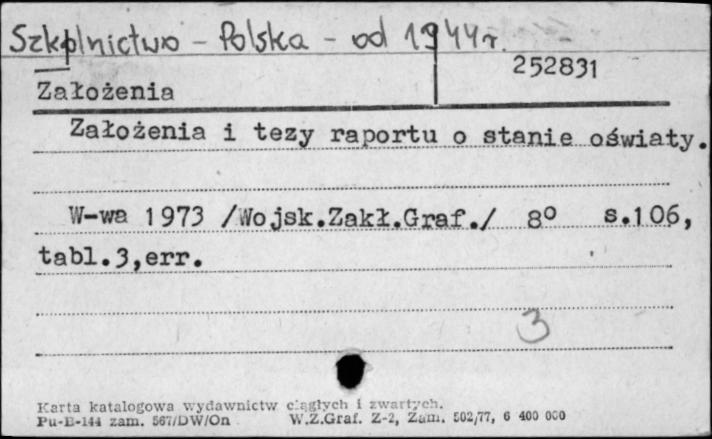 Szkolnictwo - Polska - od 1944 r.
252831
Założenia
Założenia i tezy raportu o stanie oświaty.
W-wa 1973 /Wojsk.Zakł.Graf./ 8° s.106,
tabl.3,err.
3
Karta katalogowa wydawnictw ciągłych i zwartych.
Pu-B-144 zam. 567/DW/On W.Z.Graf. Z-2, Zam. 502/77, 6 400 000